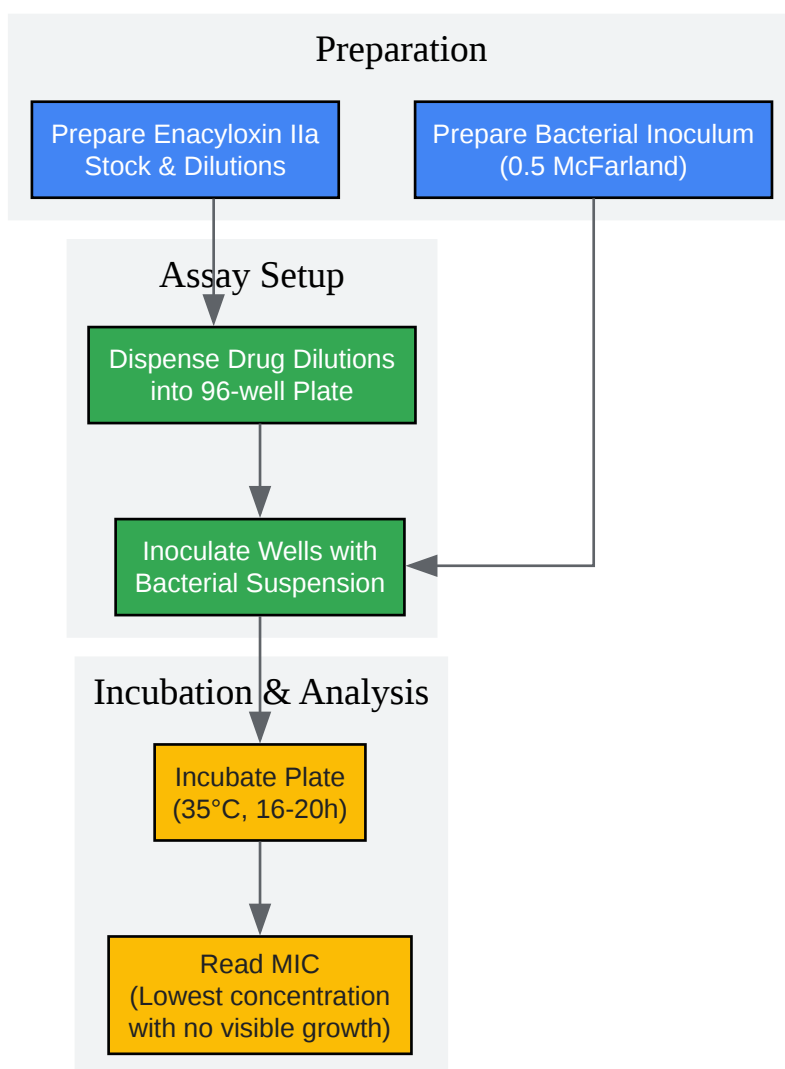 Preparation
Prepare Enacyloxin IIa
Stock & Dilutions
Prepare Bacterial Inoculum
(0.5 McFarland)
Assay Setup
Dispense Drug Dilutions
into 96-well Plate
Inoculate Wells with
Bacterial Suspension
Incubation & Analysis
Incubate Plate
(35°C, 16-20h)
Read MIC
(Lowest concentration
with no visible growth)